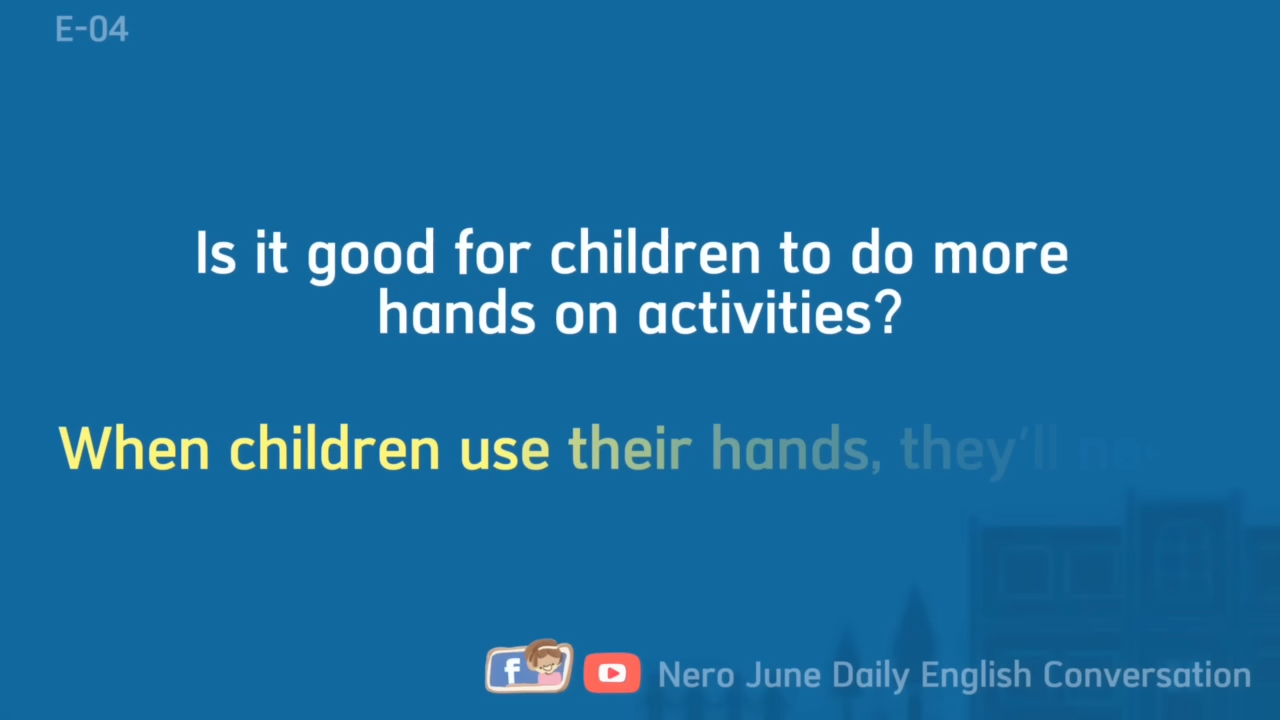 E-04
Is it good for children to do more
hands on activities?
When children use their hands, they'll
Nero June Daily English Conversation